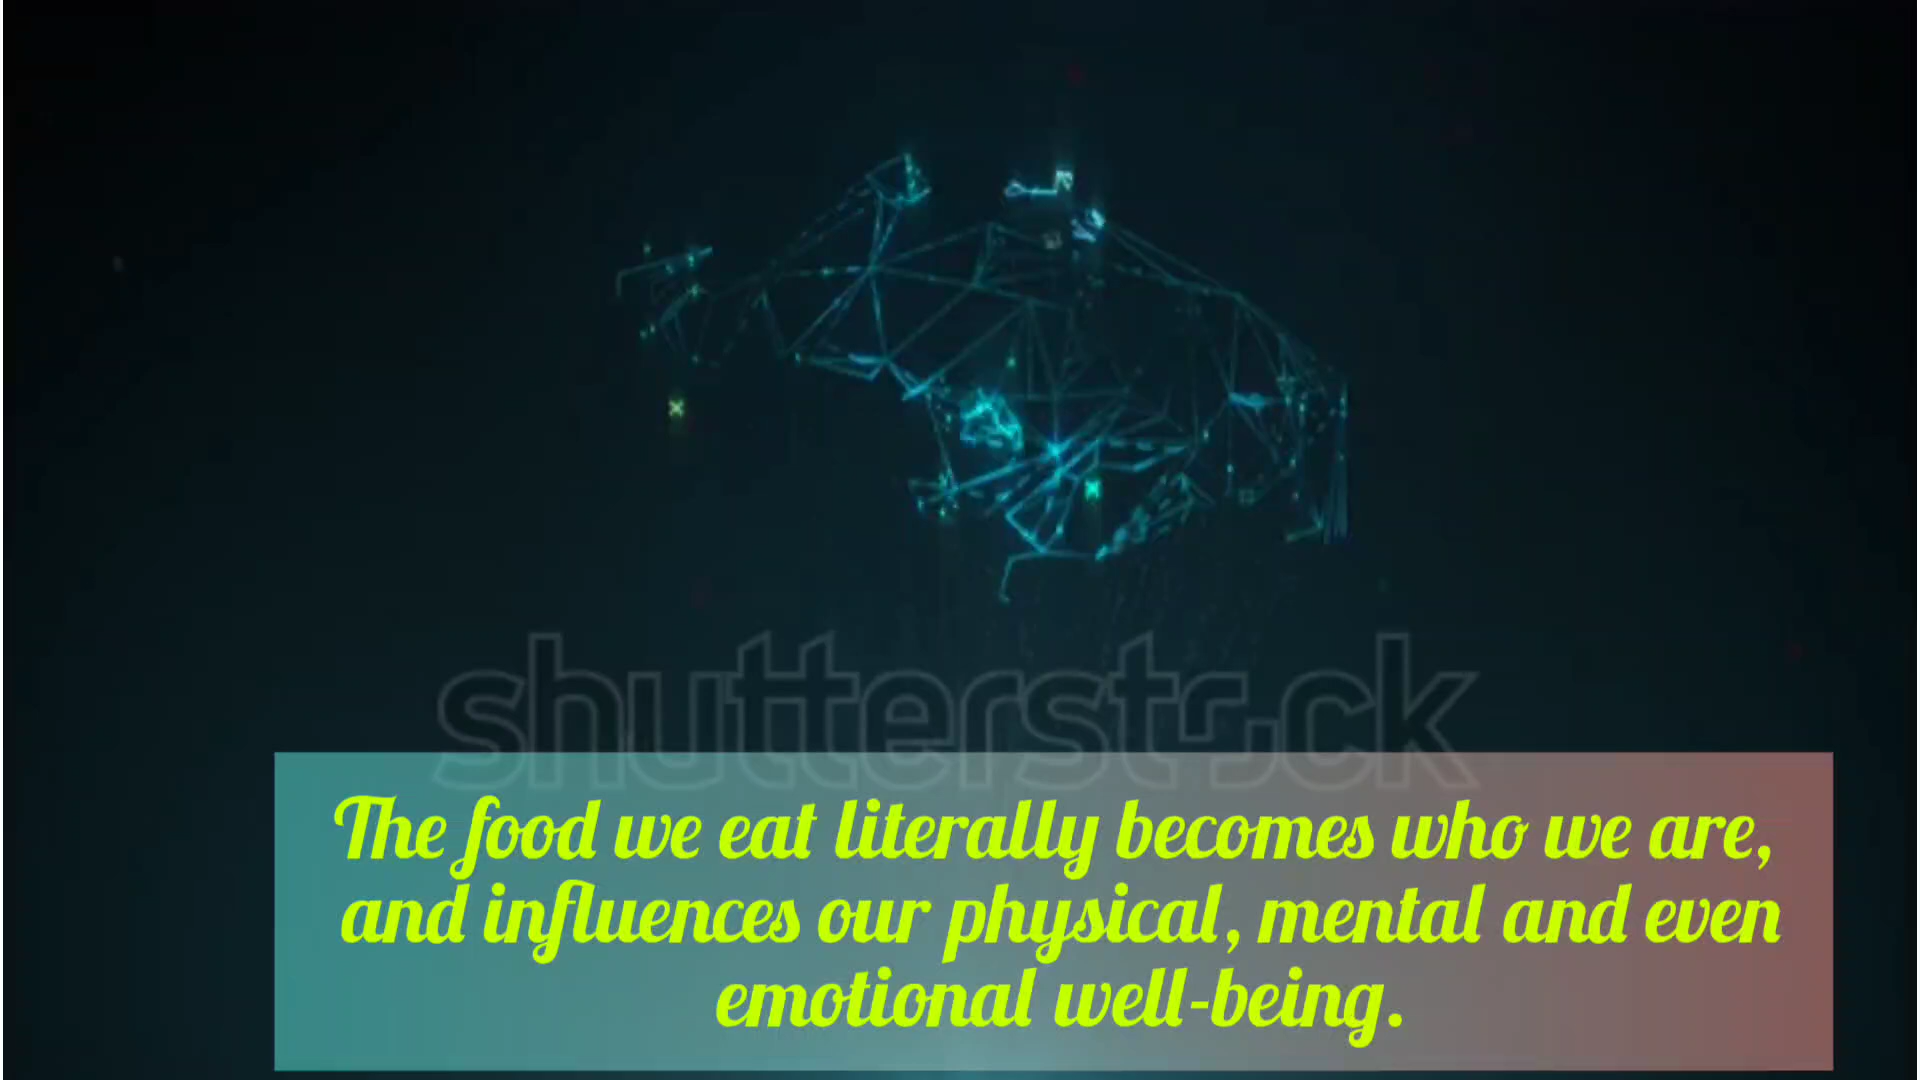 shutterstock
The food we eat literally becomes who we are,
and influences our physical, mental and even
emotional well-being.